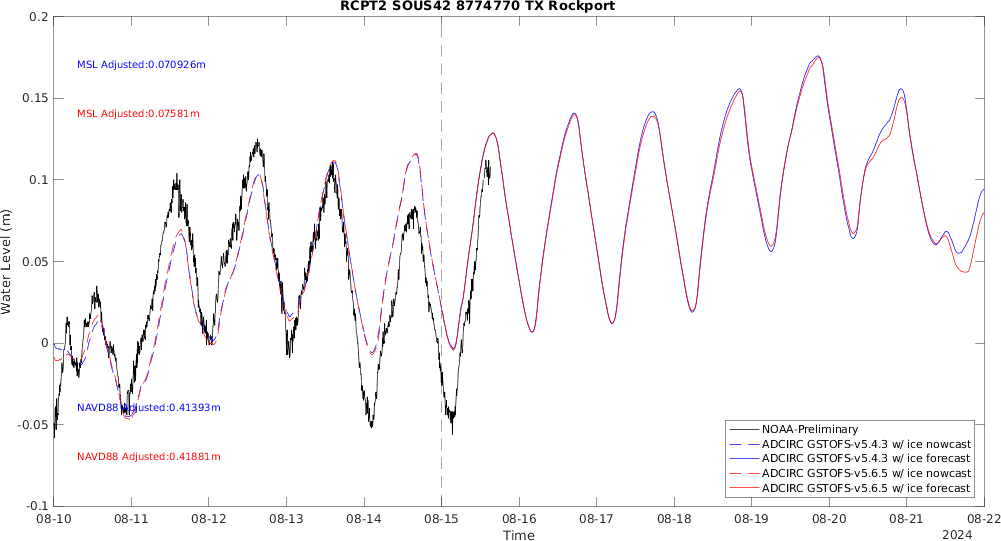 RCPT2 SOUS42 8774770 TX Rockport
0.2
0.15
0.1
0.05
0
-0.05
-0.1
Water Level (m)
MSL Adjusted:0.070926m
MSL Adjusted:0.07581m
NAVD88 Adjusted:0.41393m
NAVD88 Adjusted:0.41881m
NOAA-Preliminary
ADCIRC GSTOFS-v5.4.3 w/ ice nowcast
ADCIRC GSTOFS-v5.4.3 w/ ice forecast
ADCIRC GSTOFS-v5.6.5 w/ ice nowcast
ADCIRC GSTOFS-v5.6.5 w/ ice forecast
08-10 08-11 08-12 08-13 08-14 08-15 08-16 08-17 08-18 08-19 08-20 08-21 08-22
Time
2024